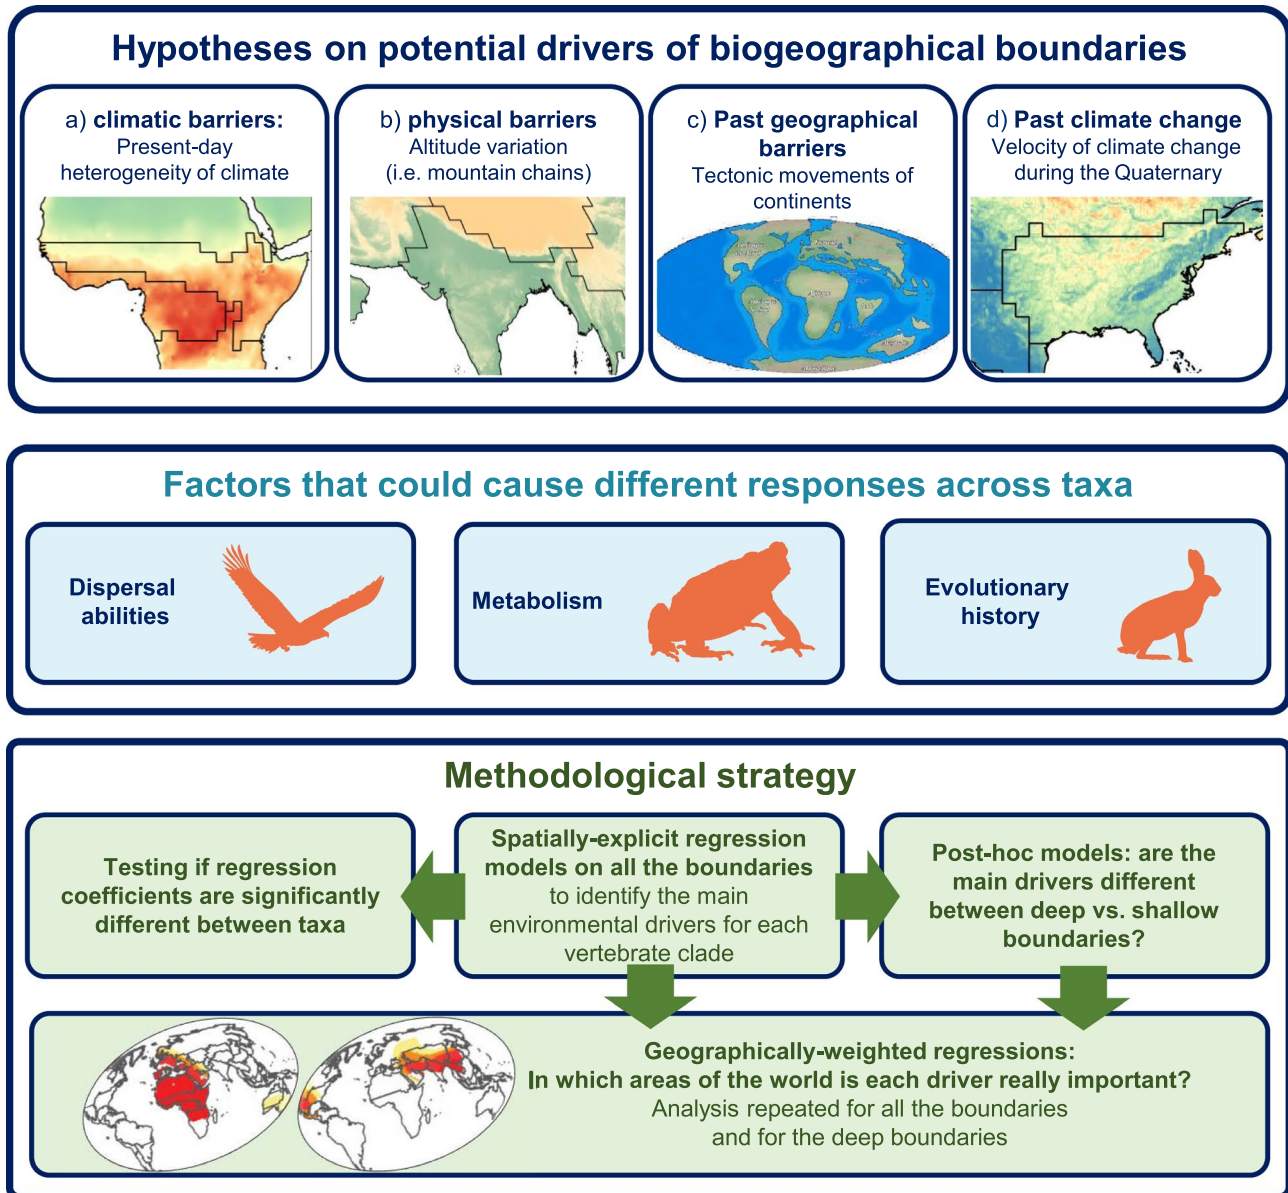 Hypotheses on potential drivers of biogeographical boundaries
a) climatic barriers:
Present-day
heterogeneity of climate
b) physical barriers
Altitude variation
(i.e. mountain chains)
c) Past geographical
barriers
Tectonic movements of
continents
d) Past climate change
Velocity of climate change
during the Quaternary
Factors that could cause different responses across taxa
Dispersal
abilities
Metabolism
Evolutionary
history
Methodological strategy
Testing if regression
coefficients are significantly
different between taxa
Spatially-explicit regression
models on all the boundaries
to identify the main
environmental drivers for each
vertebrate clade
Post-hoc models: are the
main drivers different
between deep vs. shallow
boundaries?
Geographically-weighted regressions:
In which areas of the world is each driver really important?
Analysis repeated for all the boundaries
and for the deep boundaries